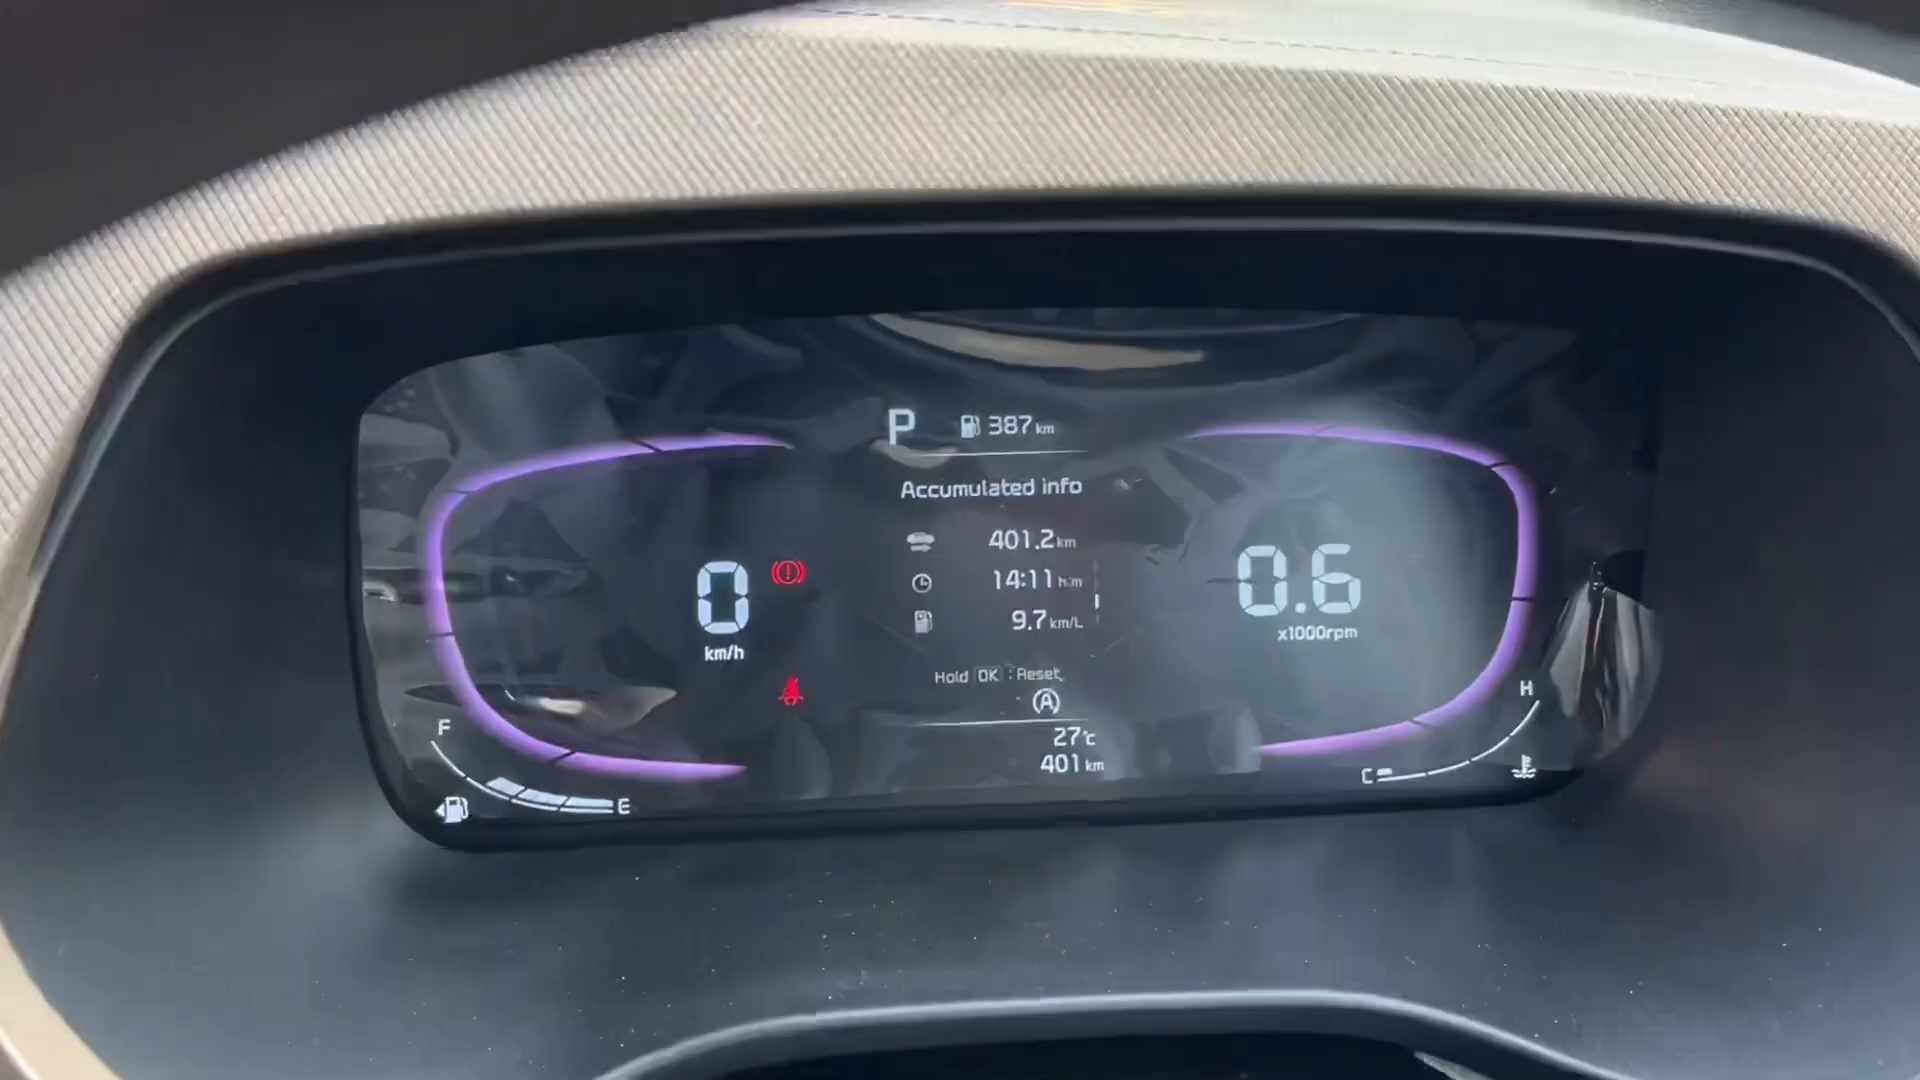 P 387 km
Accumulated info
401.2 km
14:11 h:m
9.7 km/L
Hold OK : Reset
A
27°C
401 km
0
km/h
0.6
x1000rpm
F
E
H
C